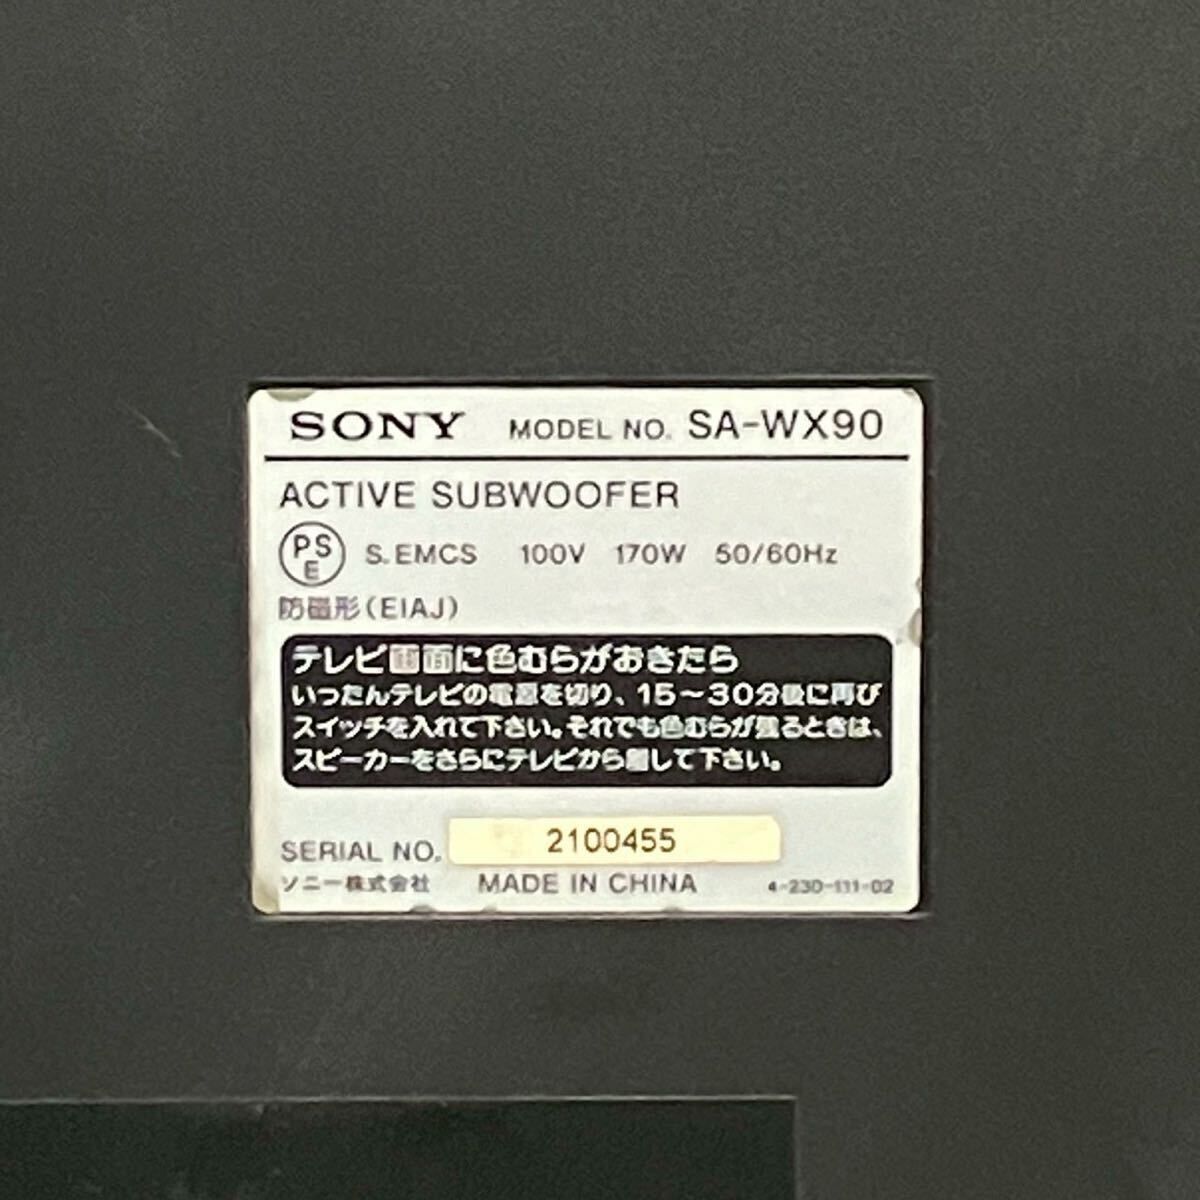 SONY MODEL NO. SA-WX90
ACTIVE SUBWOOFER
PSE S.EMCS 100V 170W 50/60Hz
防磁形(EIAJ)
テレビ画面に色むらがおきたら
いったんテレビの電源を切り、15～30分後に再び
スイッチを入れて下さい。それでも色むらが残るときは、
スピーカーをさらにテレビから離して下さい。
SERIAL NO. 2100455
ソニー株式会社 MADE IN CHINA 4-230-111-02